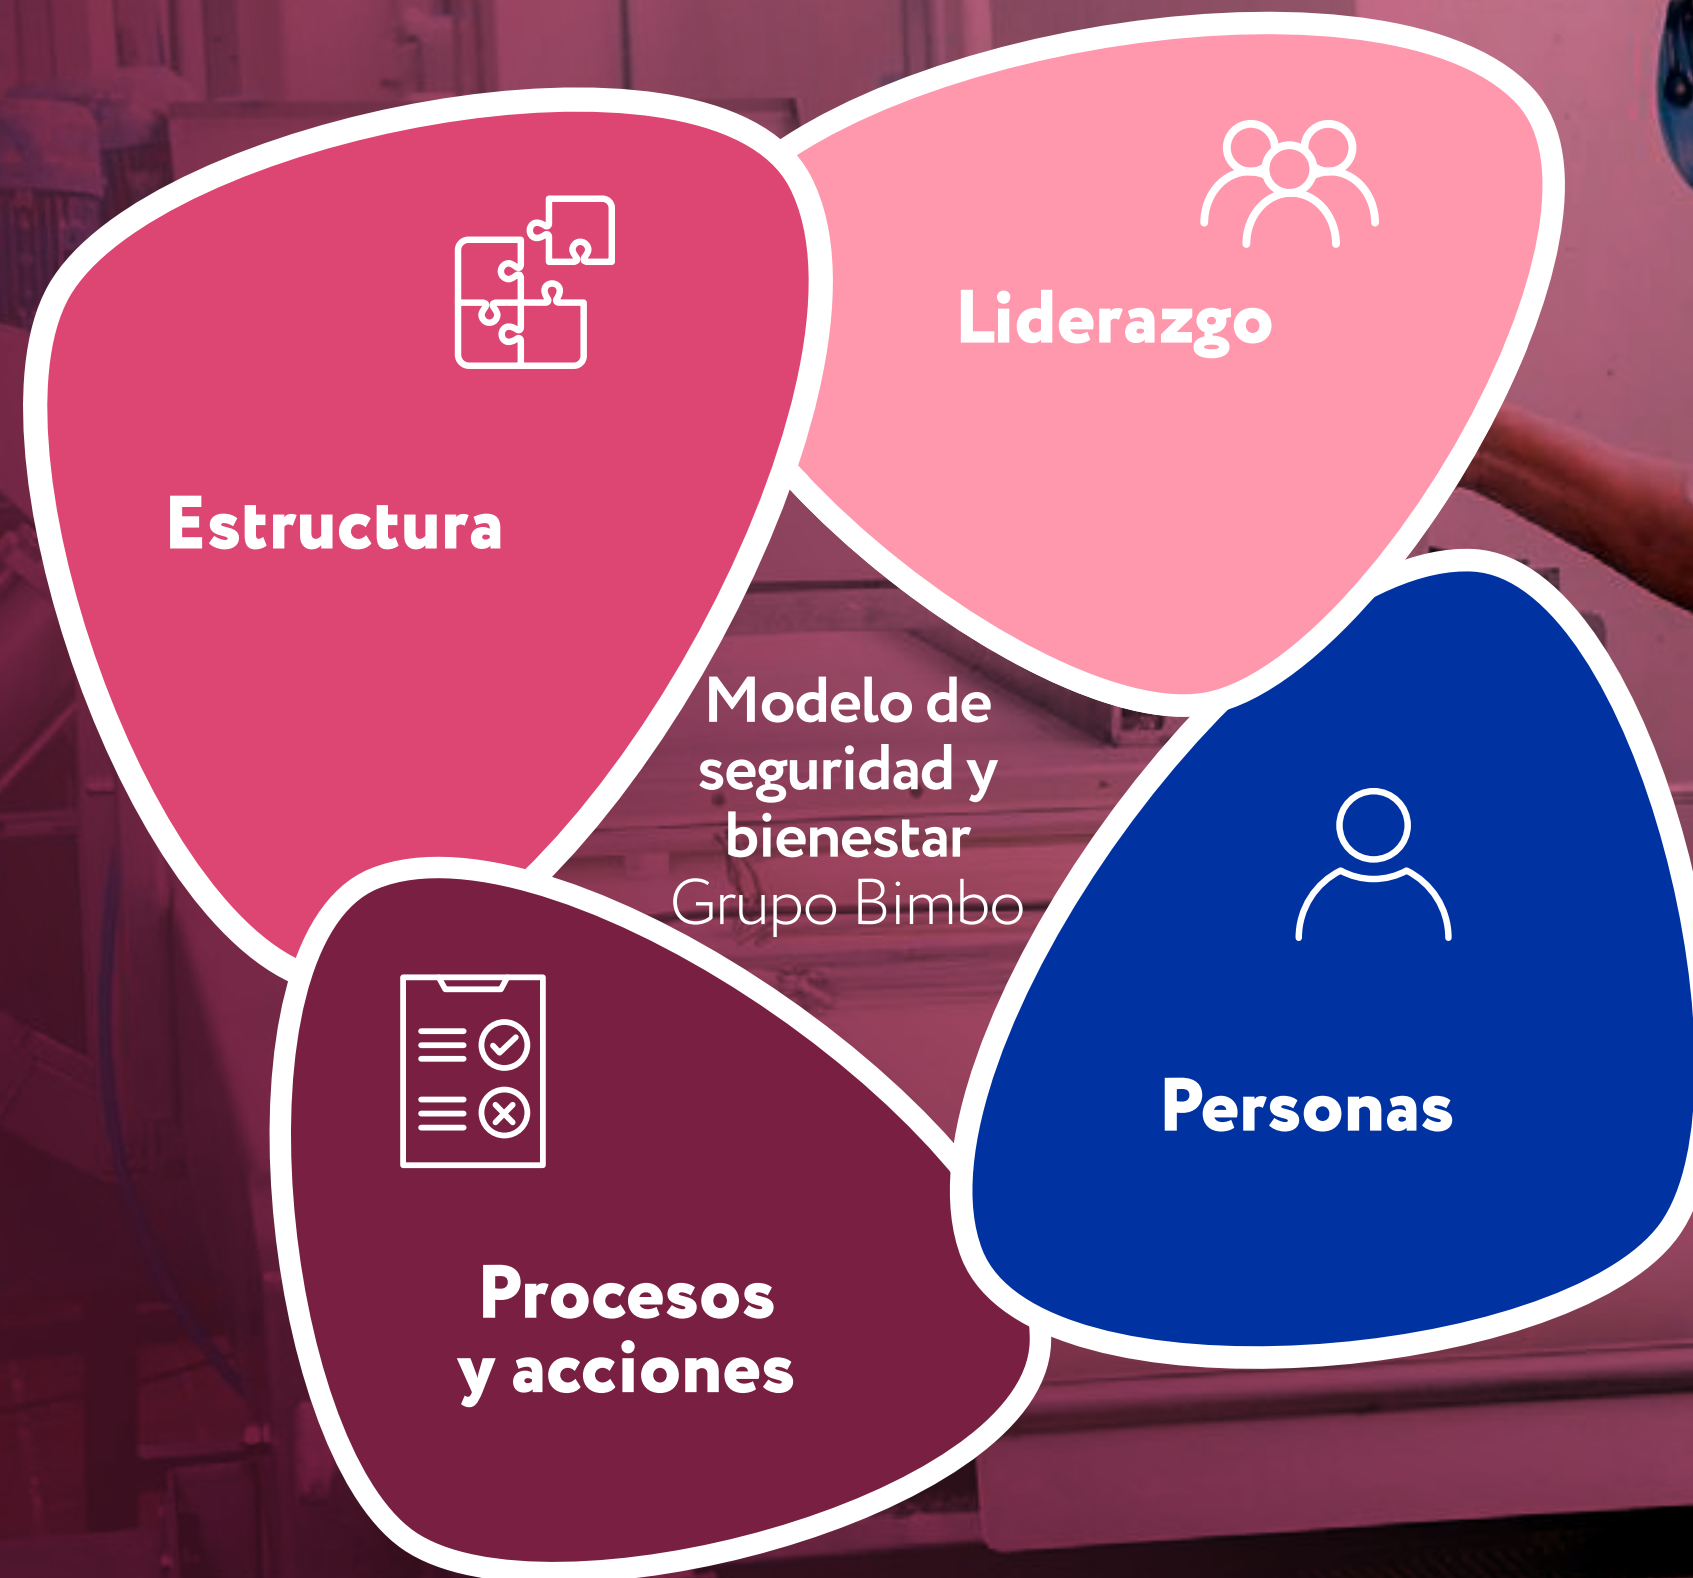 Liderazgo
Estructura
Modelo de
seguridad y
bienestar
Grupo Bimbo
Personas
Procesos
y acciones